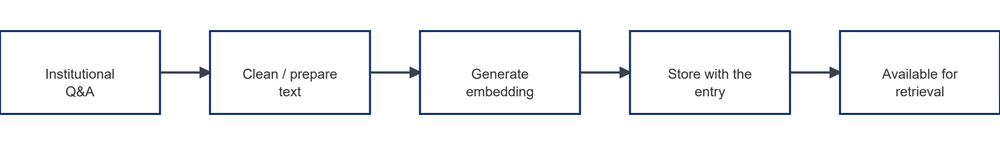 Institutional
Q&A
Clean / prepare
text
Generate
embedding
Store with the
entry
Available for
retrieval